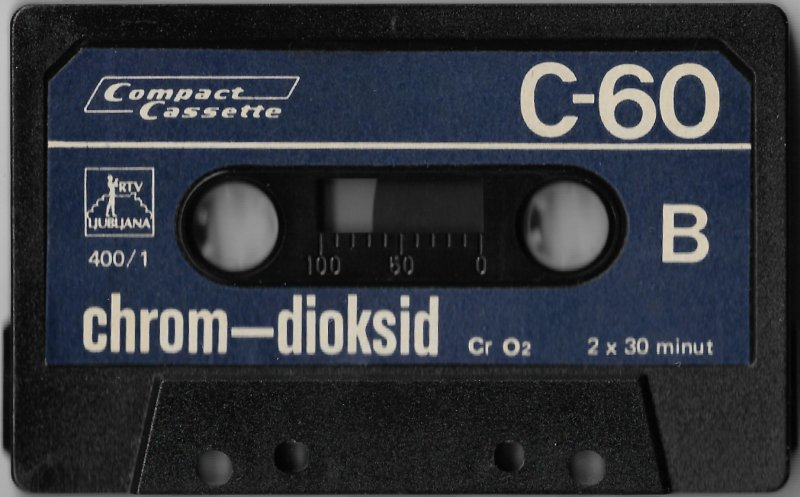 Compact
Cassette
C-60
RTV
LJUBLJANA
400/1
B
100 50 0
chrom–dioksid
Cr O2
2 x 30 minut